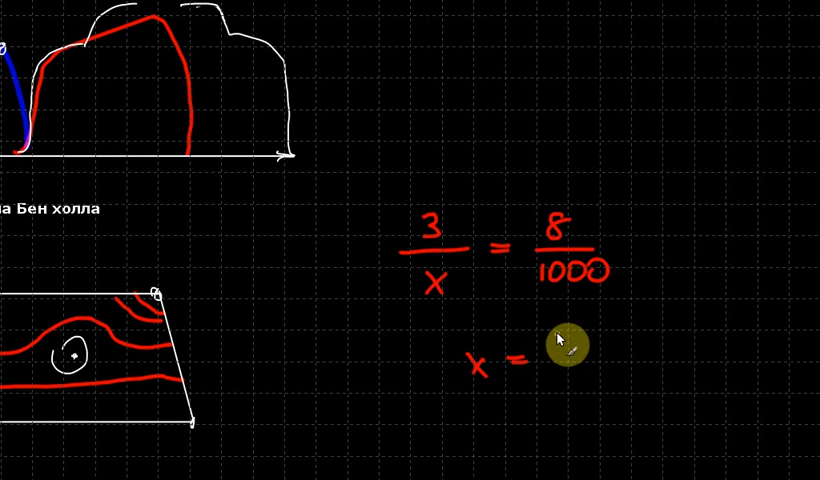 а Бен холла
3 = 8
x 1000
x =